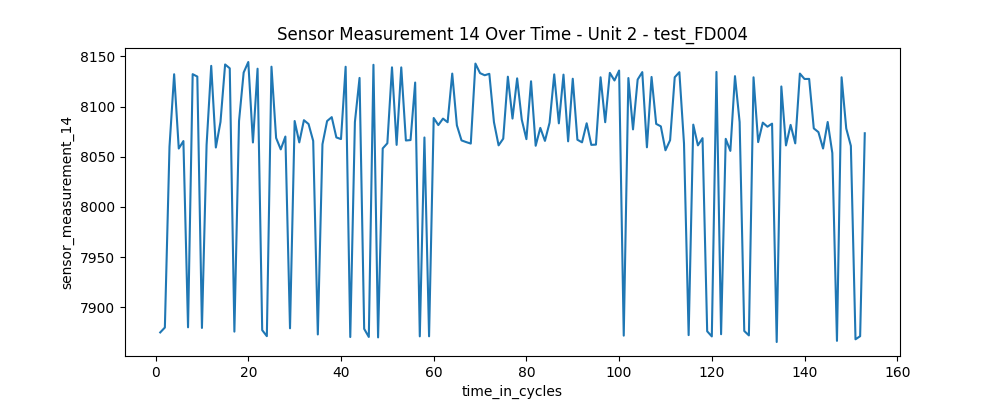 Sensor Measurement 14 Over Time - Unit 2 - test_FD004
8150
8100
8050
8000
7950
7900
sensor_measurement_14
0 20 40 60 80 100 120 140 160
time_in_cycles